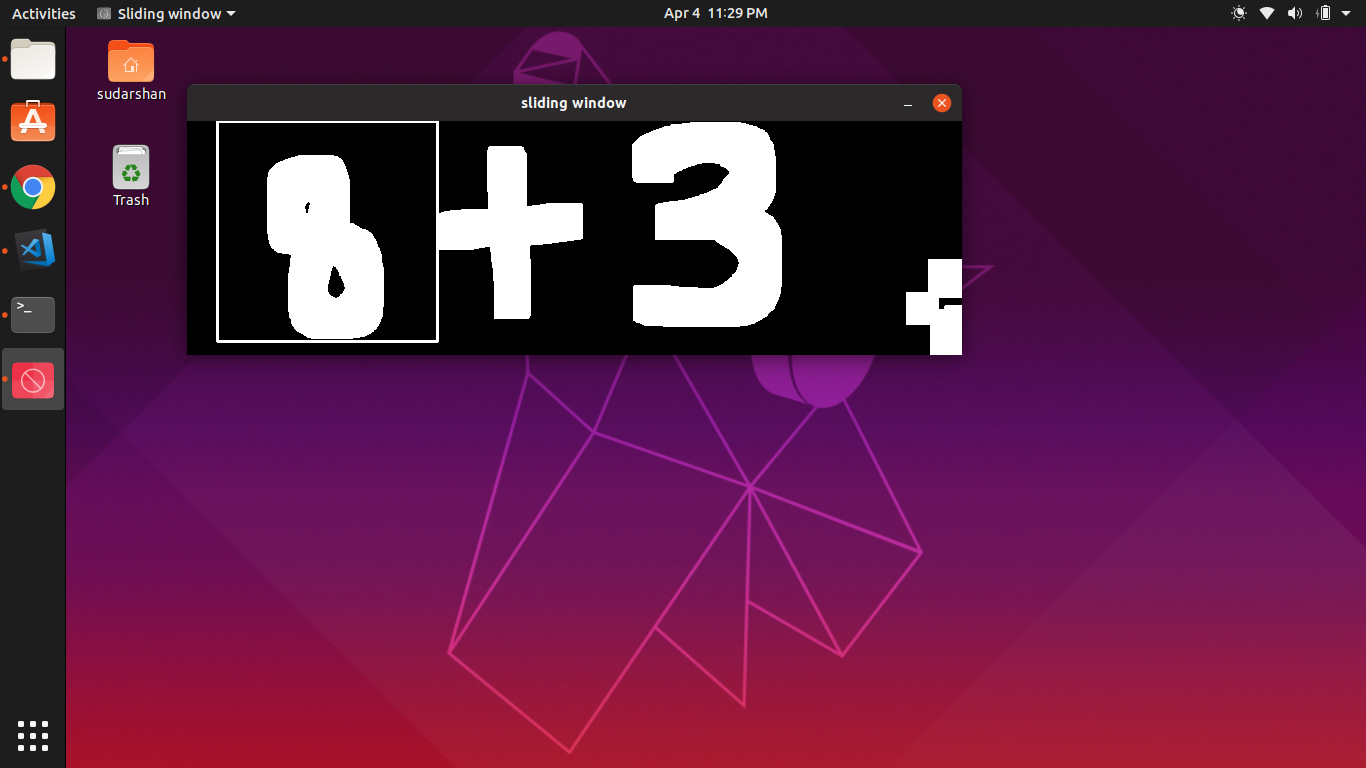 Activities Sliding window Apr 4 11:29 PM
sudarshan
Trash
sliding window
8+3